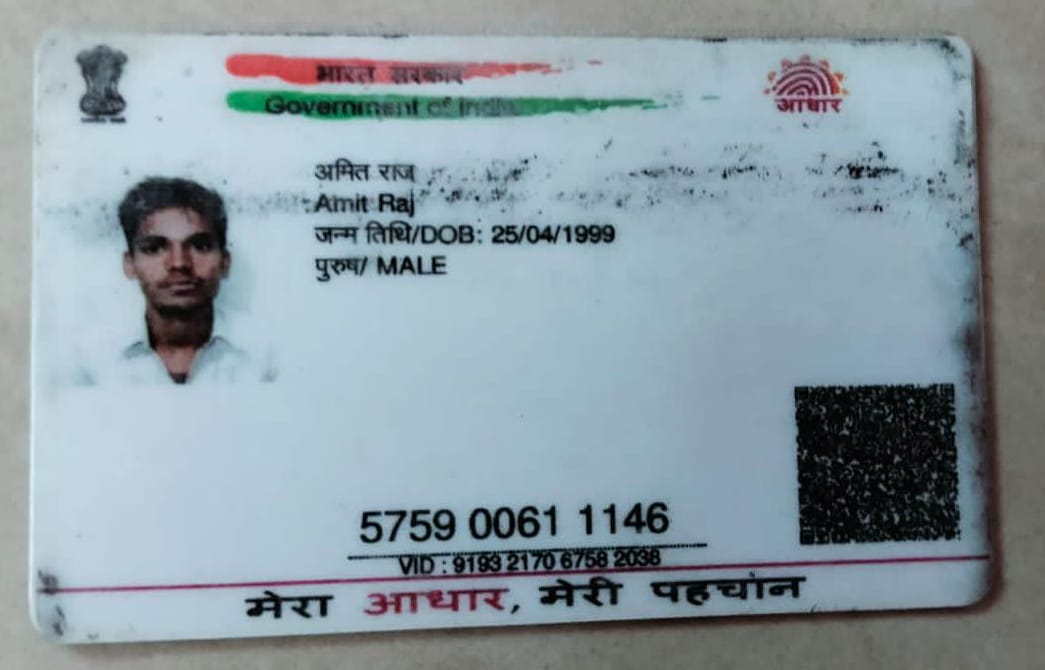 भारत सरकार
Government of India
आधार
अमित राज
Amit Raj
जन्म तिथि/DOB: 25/04/1999
पुरुष/ MALE
5759 0061 1146
VID : 9193 2170 6758 2038
मेरा आधार, मेरी पहचान